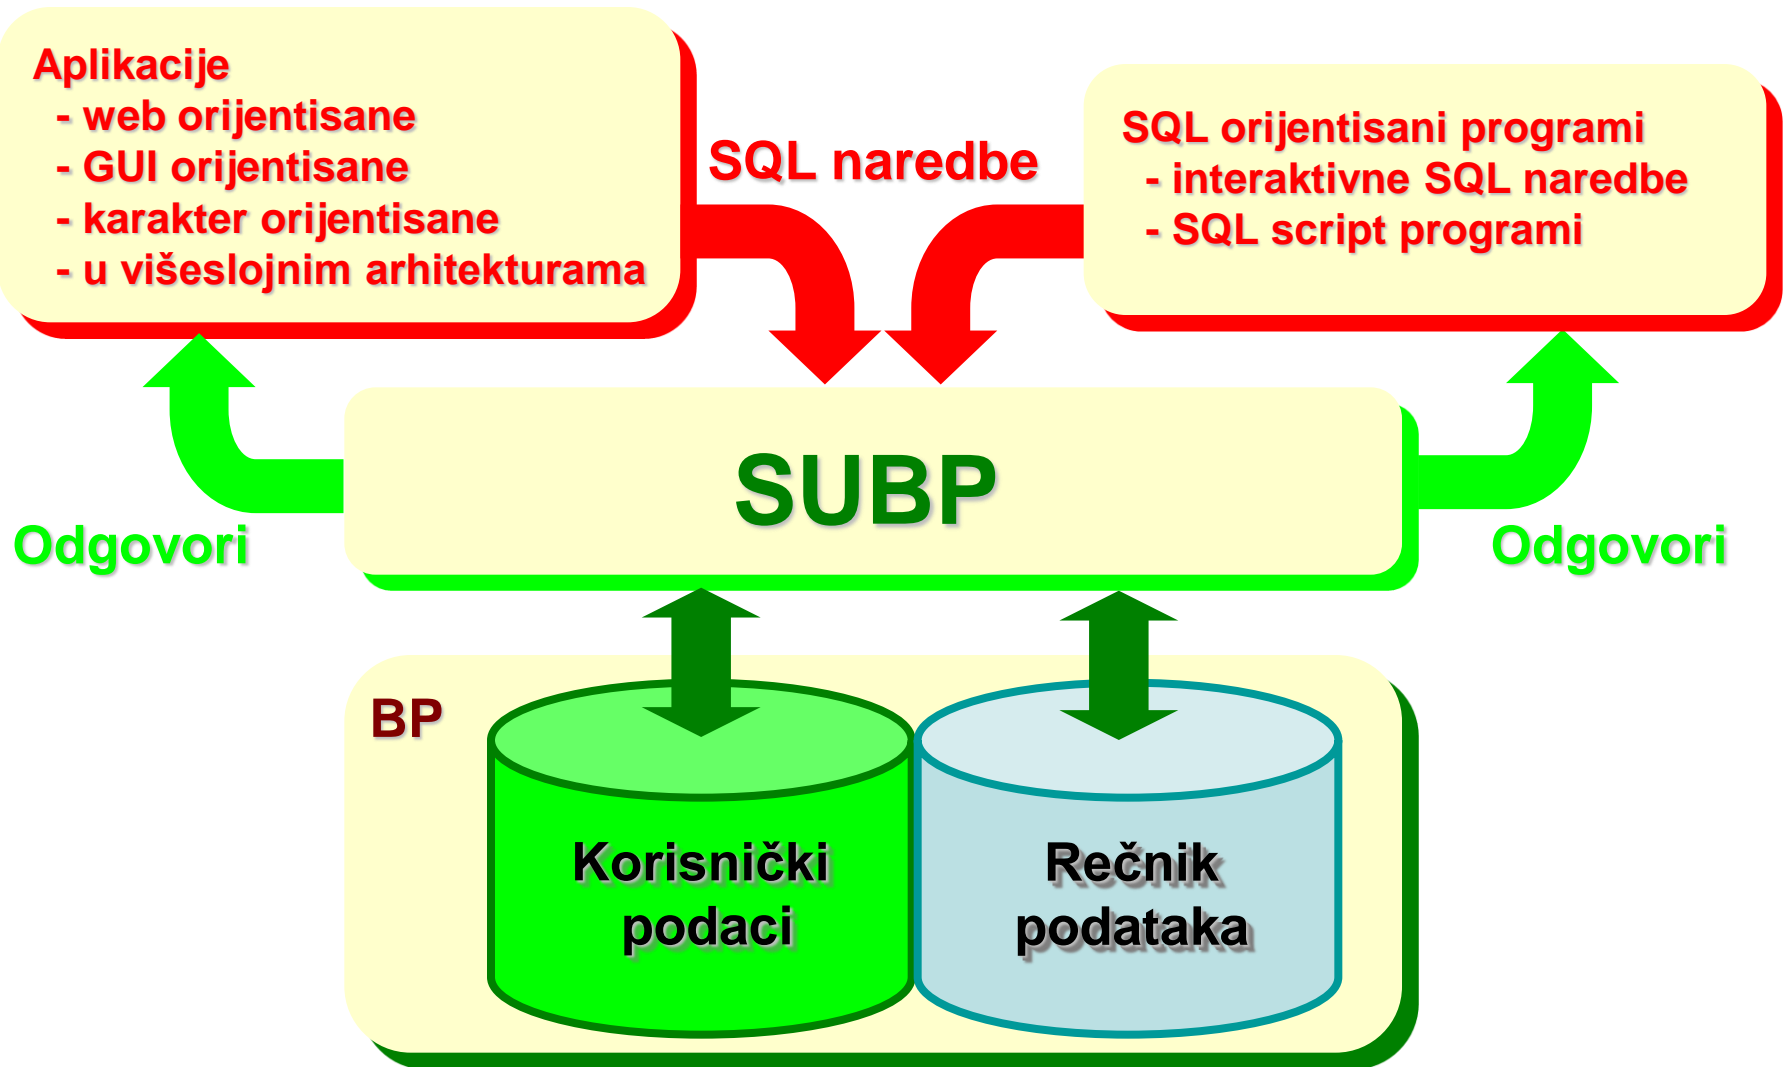 Aplikacije
- web orijentisane
- GUI orijentisane
- karakter orijentisane
- u višeslojnim arhitekturama
SQL naredbe
SQL orijentisani programi
- interaktivne SQL naredbe
- SQL script programi
SUBP
Odgovori
Odgovori
BP
Korisnički
podaci
Rečnik
podataka